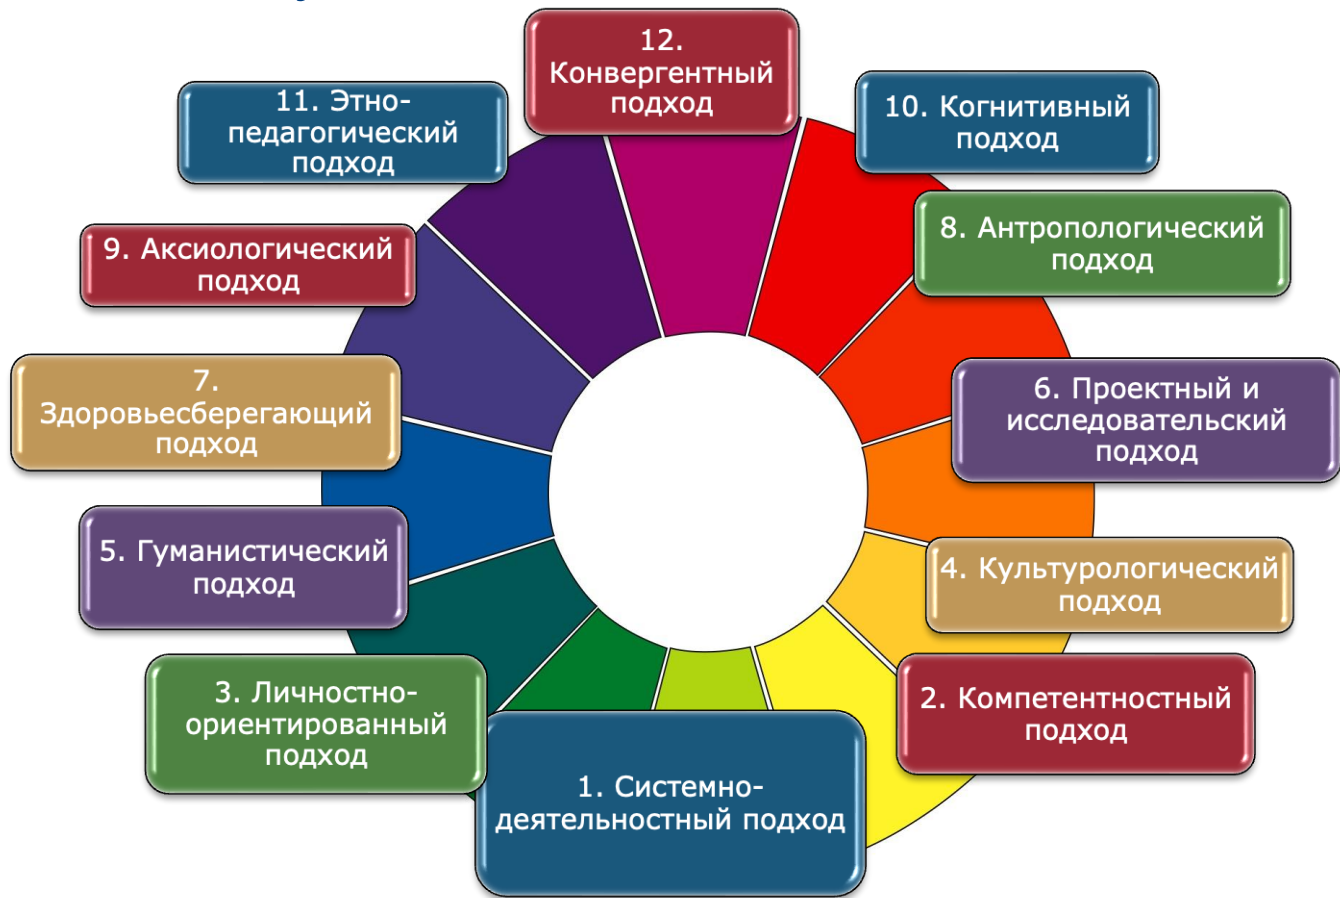 12.
Конвергентный
подход
11. Этно-
педагогический
подход
10. Когнитивный
подход
9. Аксиологический
подход
8. Антропологический
подход
7.
Здоровьесберегающий
подход
6. Проектный и
исследовательский
подход
5. Гуманистический
подход
4. Культурологический
подход
3. Личностно-
ориентированный
подход
2. Компетентностный
подход
1. Системно-
деятельностный подход